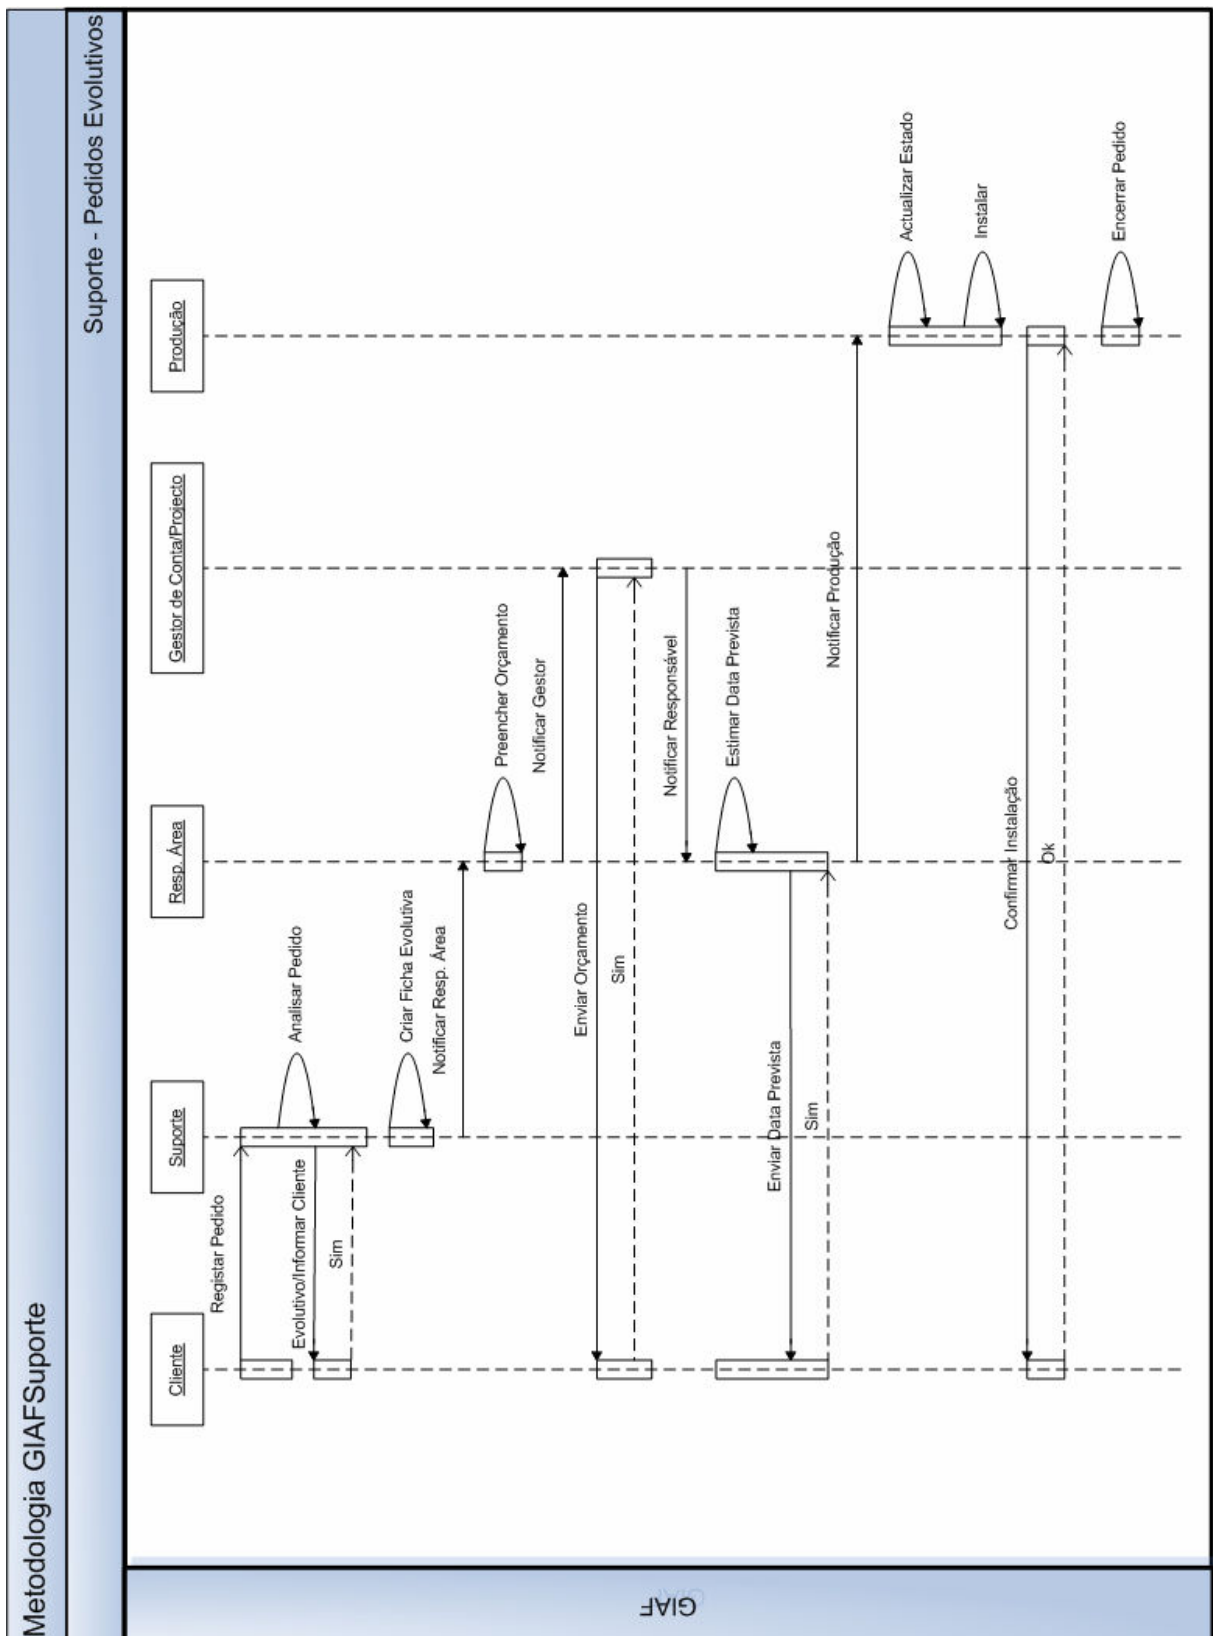 Metodologia GIAFSuporte
Suporte - Pedidos Evolutivos
GIAF
Cliente
Suporte
Resp. Área
Gestor de Conta/Projecto
Produção
Registar Pedido
Analisar Pedido
Evolutivo/Informar Cliente
Sim
Criar Ficha Evolutiva
Notificar Resp. Área
Preencher Orçamento
Notificar Gestor
Enviar Orçamento
Sim
Notificar Responsável
Estimar Data Prevista
Enviar Data Prevista
Sim
Notificar Produção
Actualizar Estado
Instalar
Confirmar Instalação
Ok
Encerrar Pedido